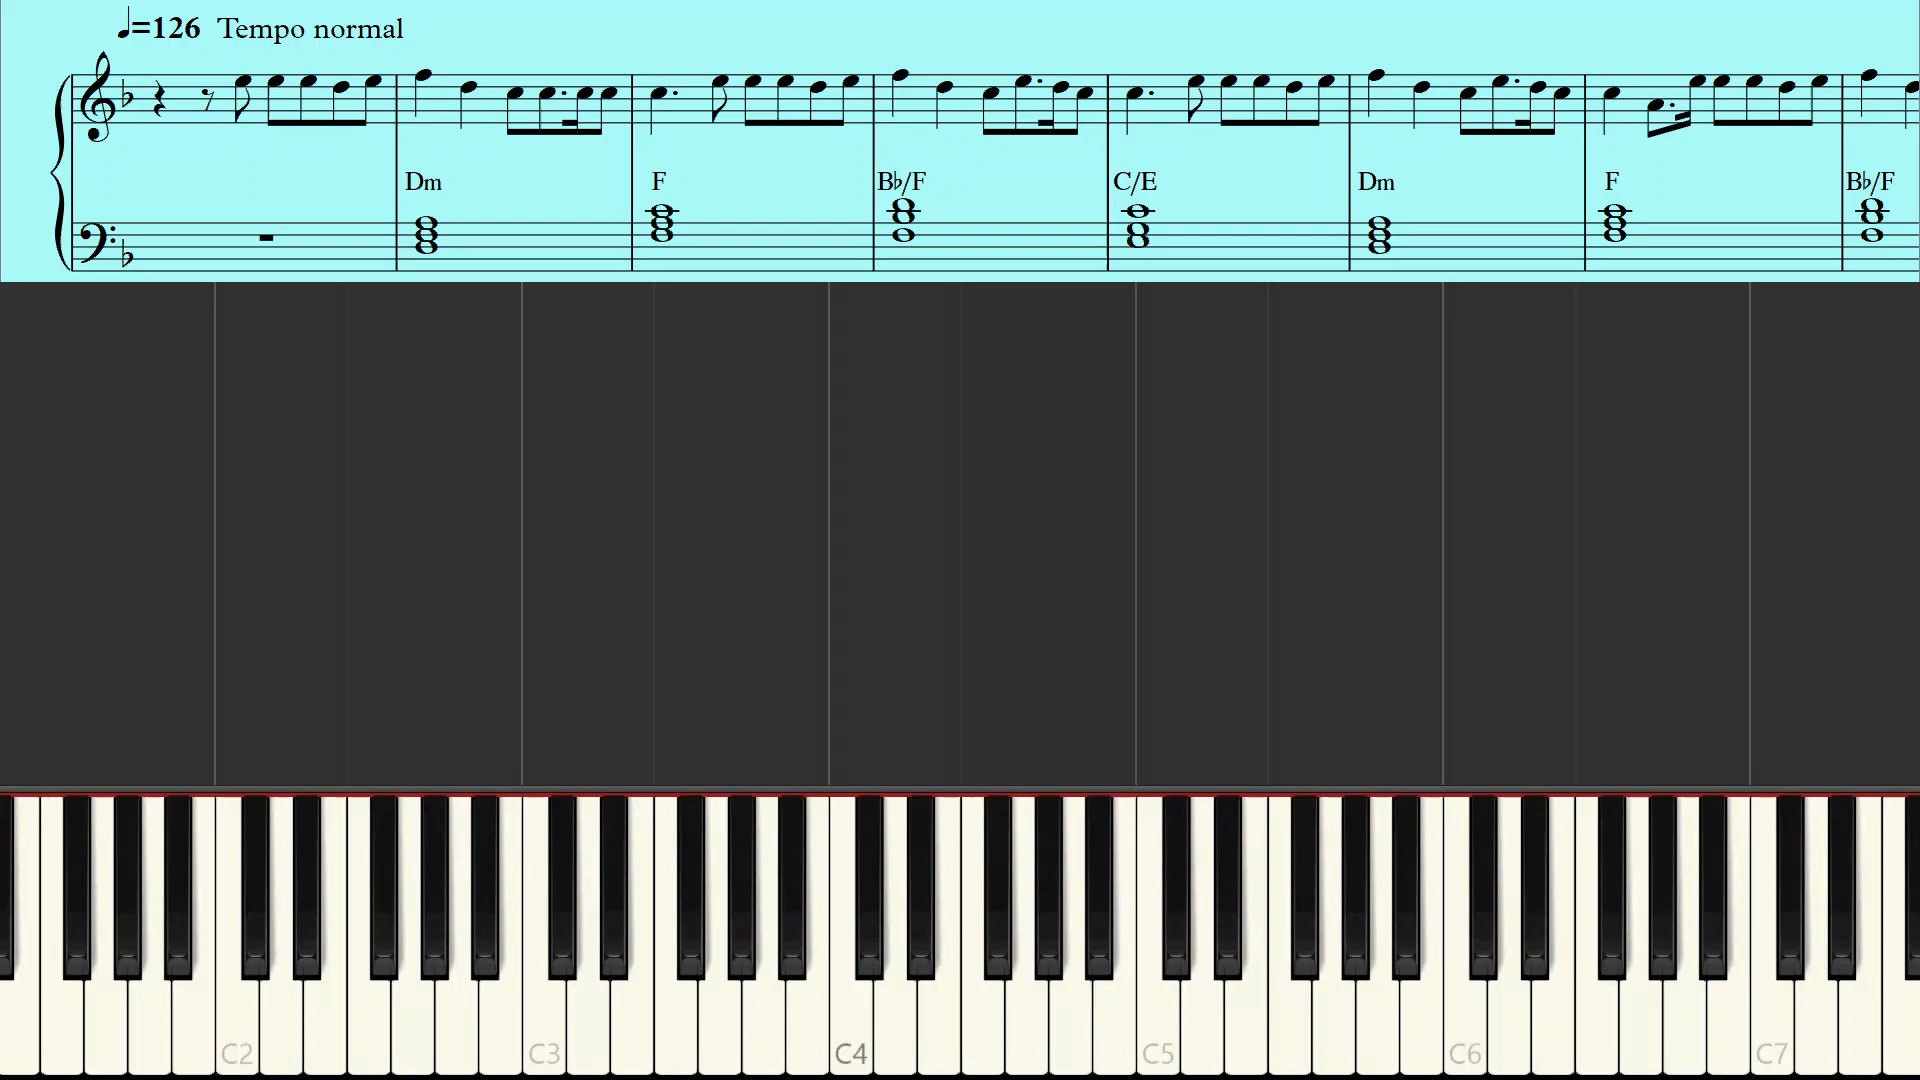 ♩=126 Tempo normal
Dm F B♭/F C/E Dm F B♭/F
C2 C3 C4 C5 C6 C7